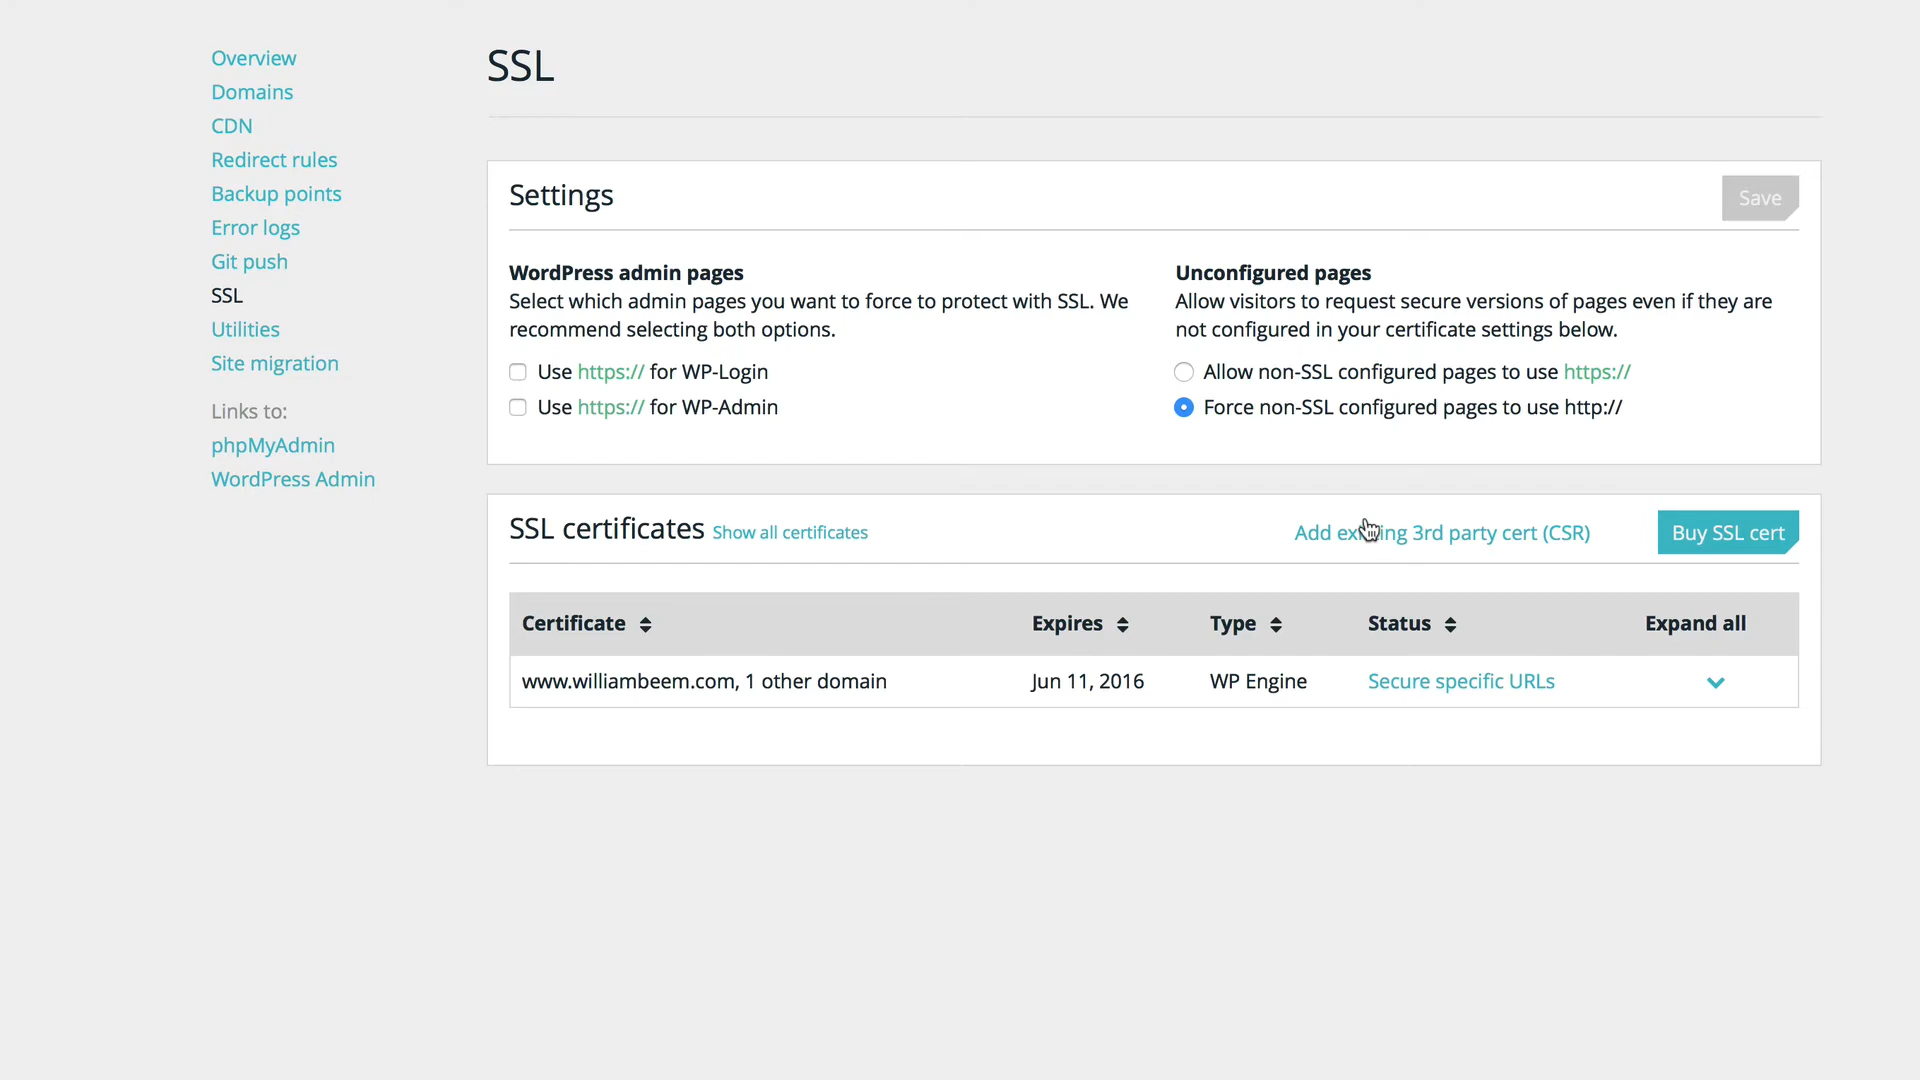 Overview
Domains
CDN
Redirect rules
Backup points
Error logs
Git push
SSL
Utilities
Site migration
Links to:
phpMyAdmin
WordPress Admin
SSL
Settings
Save
WordPress admin pages
Select which admin pages you want to force to protect with SSL. We
recommend selecting both options.
Use https:// for WP-Login
Use https:// for WP-Admin
Unconfigured pages
Allow visitors to request secure versions of pages even if they are
not configured in your certificate settings below.
Allow non-SSL configured pages to use https://
Force non-SSL configured pages to use http://
SSL certificates Show all certificates
Add existing 3rd party cert (CSR)
Buy SSL cert
Certificate Expires Type Status Expand all
www.williambeem.com, 1 other domain Jun 11, 2016 WP Engine Secure specific URLs